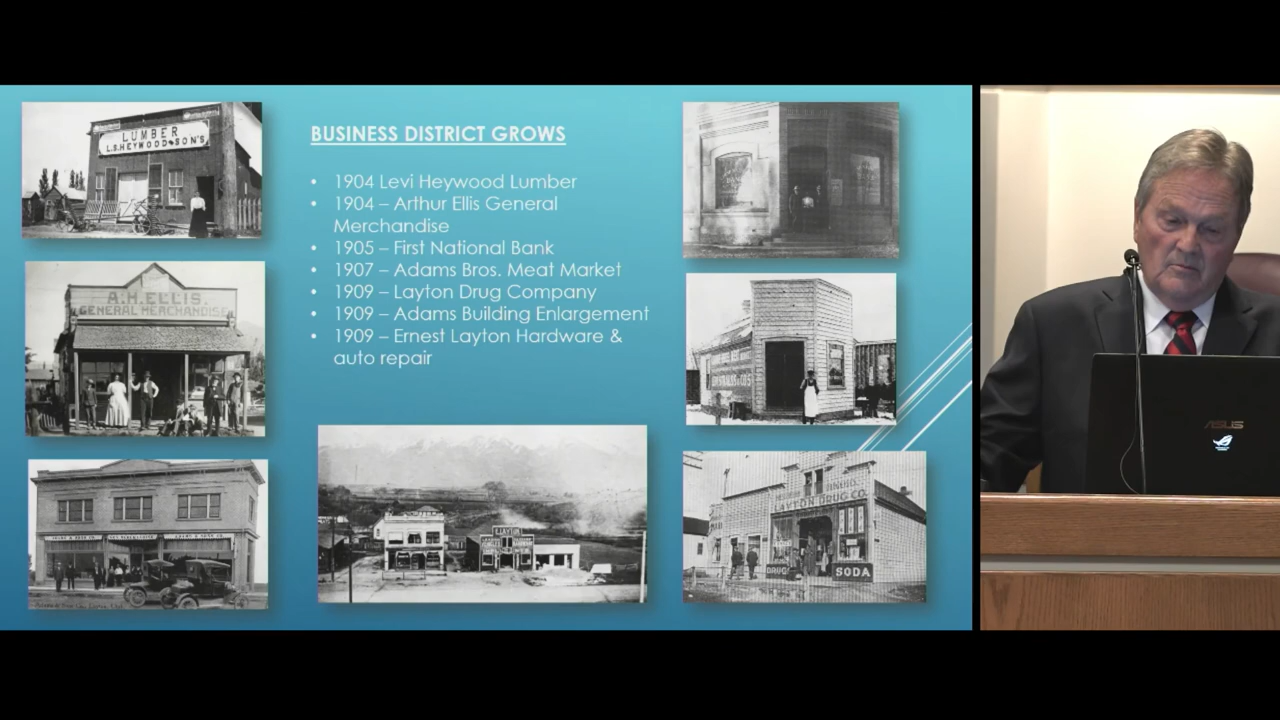 BUSINESS DISTRICT GROWS
• 1904 Levi Heywood Lumber
• 1904 – Arthur Ellis General
Merchandise
• 1905 – First National Bank
• 1907 – Adams Bros. Meat Market
• 1909 – Layton Drug Company
• 1909 – Adams Building Enlargement
• 1909 – Ernest Layton Hardware &
auto repair
LUMBER
L.S.HEYWOOD & SON'S
A.H.ELLIS.
GENERAL MERCHANDISE
LAYTON DRUG CO.
DRUGS
SODA
E.LAYTON
ASUS